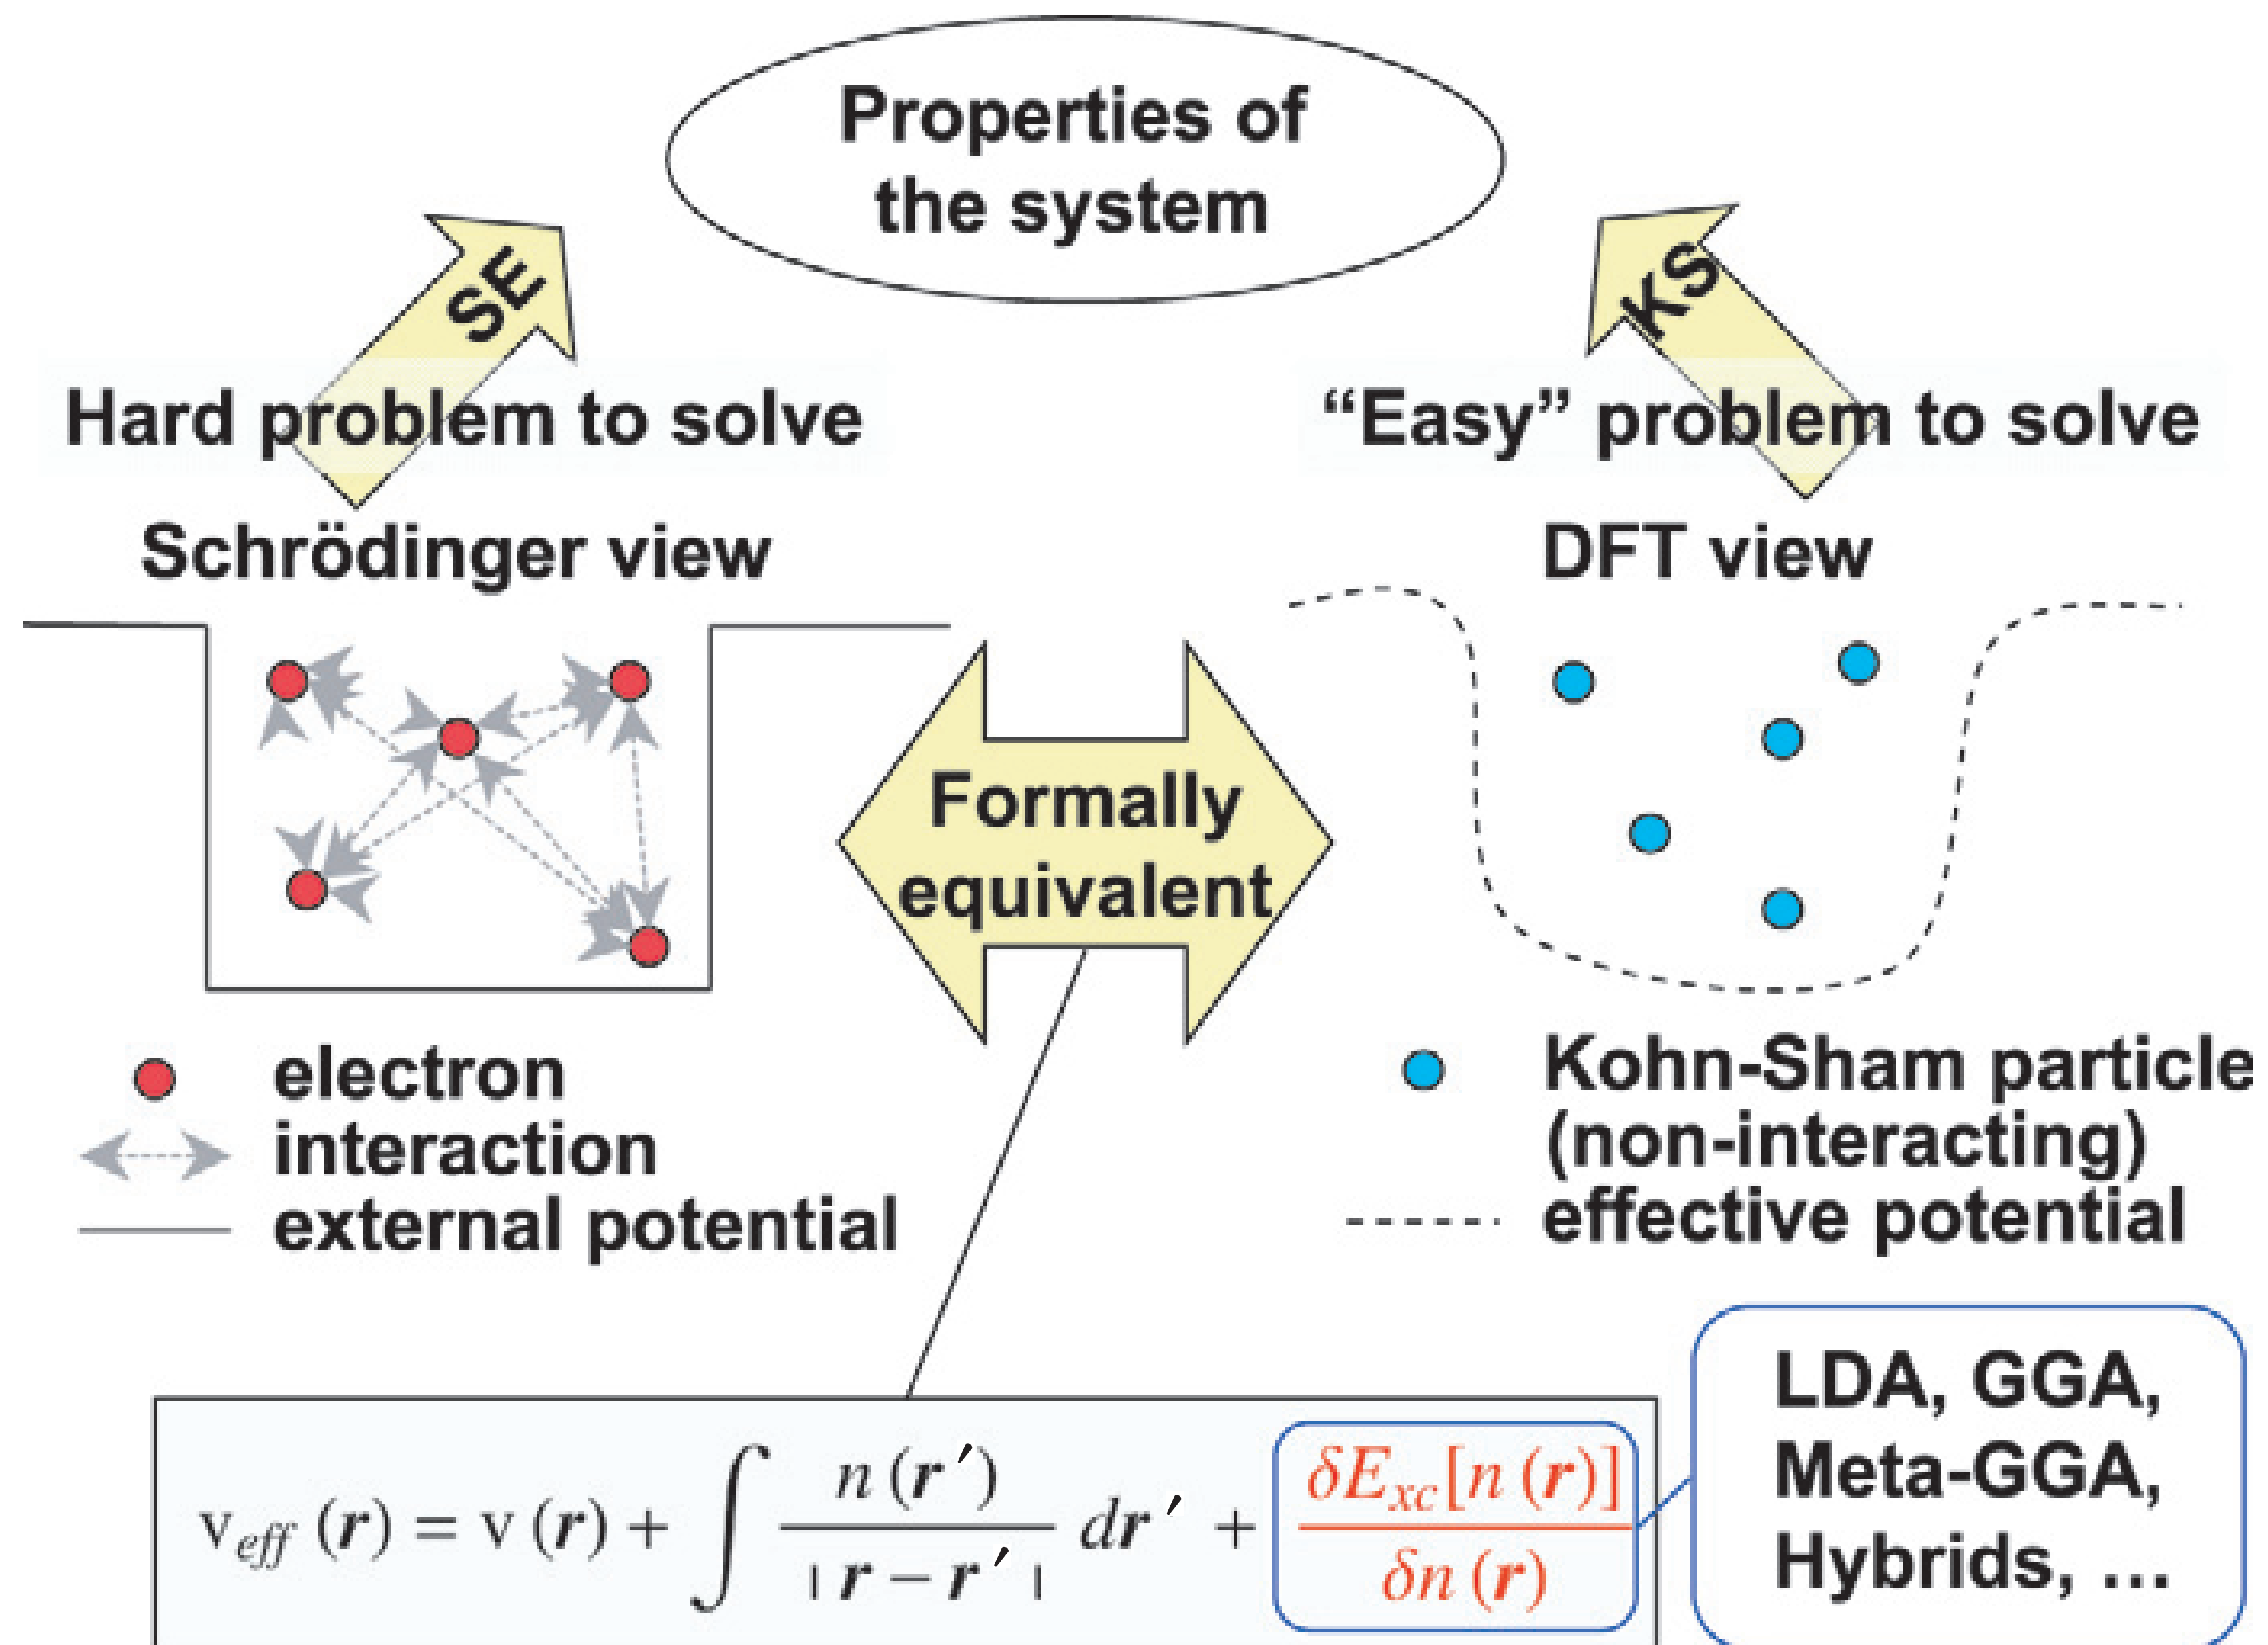 Properties of
the system
SE
KS
Hard problem to solve
“Easy” problem to solve
Schrödinger view
DFT view
Formally
equivalent
electron
interaction
external potential
Kohn-Sham particle
(non-interacting)
effective potential
v_eff (r) = v (r) + ∫ n (r′) / |r − r′| dr′ + δE_xc[n (r)] / δn (r)
LDA, GGA,
Meta-GGA,
Hybrids, …